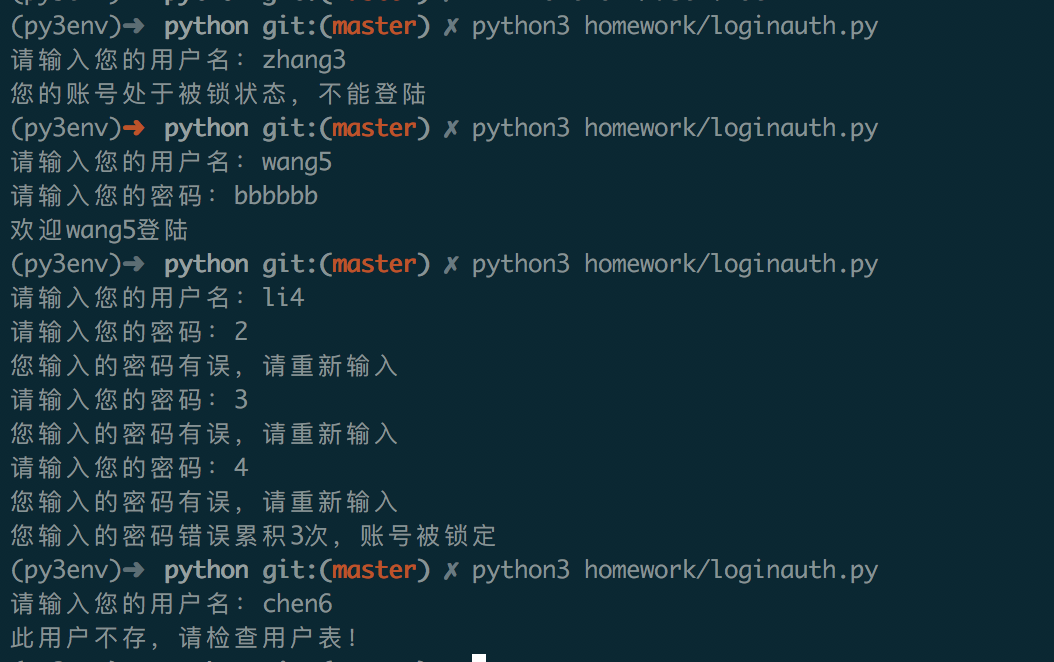 (py3env)➜ python git:(master) ✗ python3 homework/loginauth.py
请输入您的用户名：zhang3
您的账号处于被锁状态，不能登陆
(py3env)➜ python git:(master) ✗ python3 homework/loginauth.py
请输入您的用户名：wang5
请输入您的密码：bbbbbb
欢迎wang5登陆
(py3env)➜ python git:(master) ✗ python3 homework/loginauth.py
请输入您的用户名：li4
请输入您的密码：2
您输入的密码有误，请重新输入
请输入您的密码：3
您输入的密码有误，请重新输入
请输入您的密码：4
您输入的密码有误，请重新输入
您输入的密码错误累积3次，账号被锁定
(py3env)➜ python git:(master) ✗ python3 homework/loginauth.py
请输入您的用户名：chen6
此用户不存，请检查用户表！